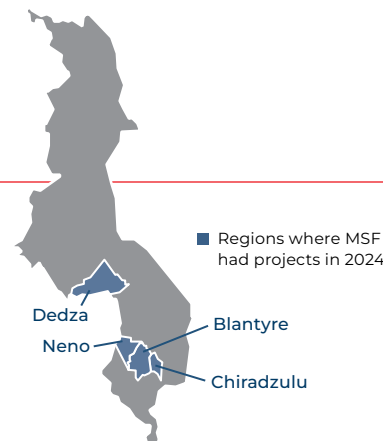 Regions where MSF
had projects in 2024
Dedza
Blantyre
Neno
Chiradzulu